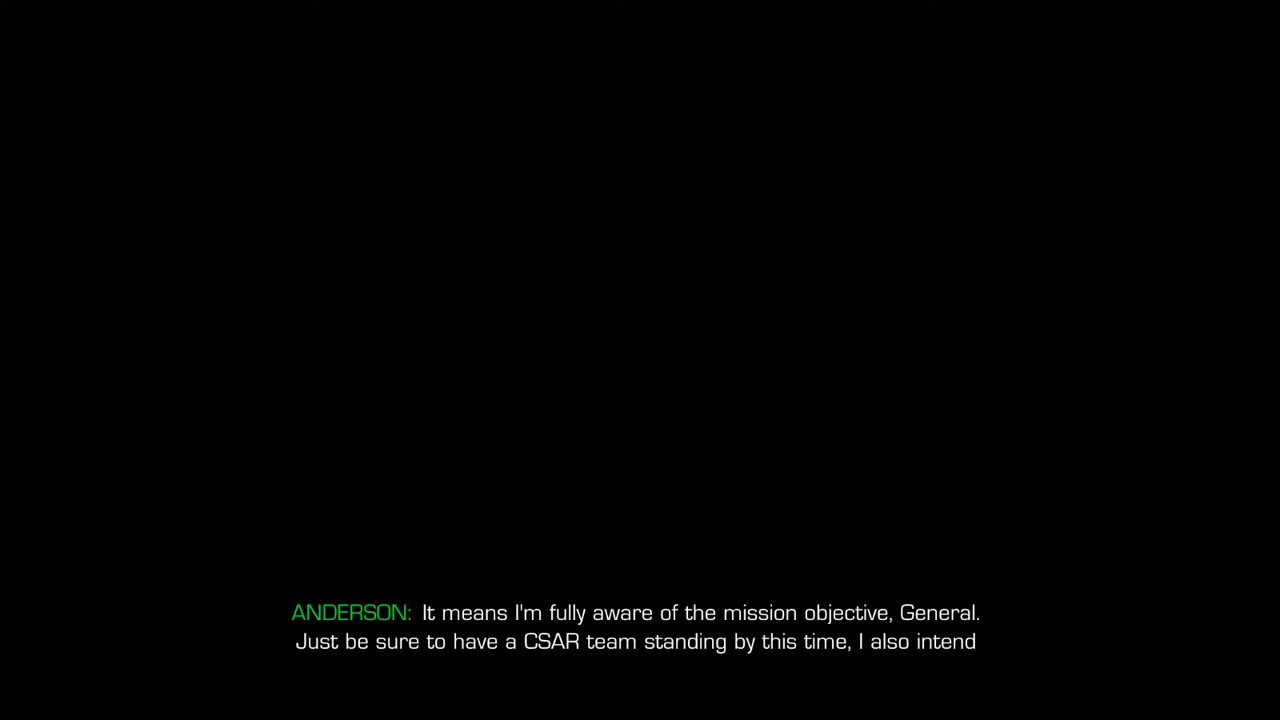 ANDERSON: It means I'm fully aware of the mission objective, General.
Just be sure to have a CSAR team standing by this time, I also intend